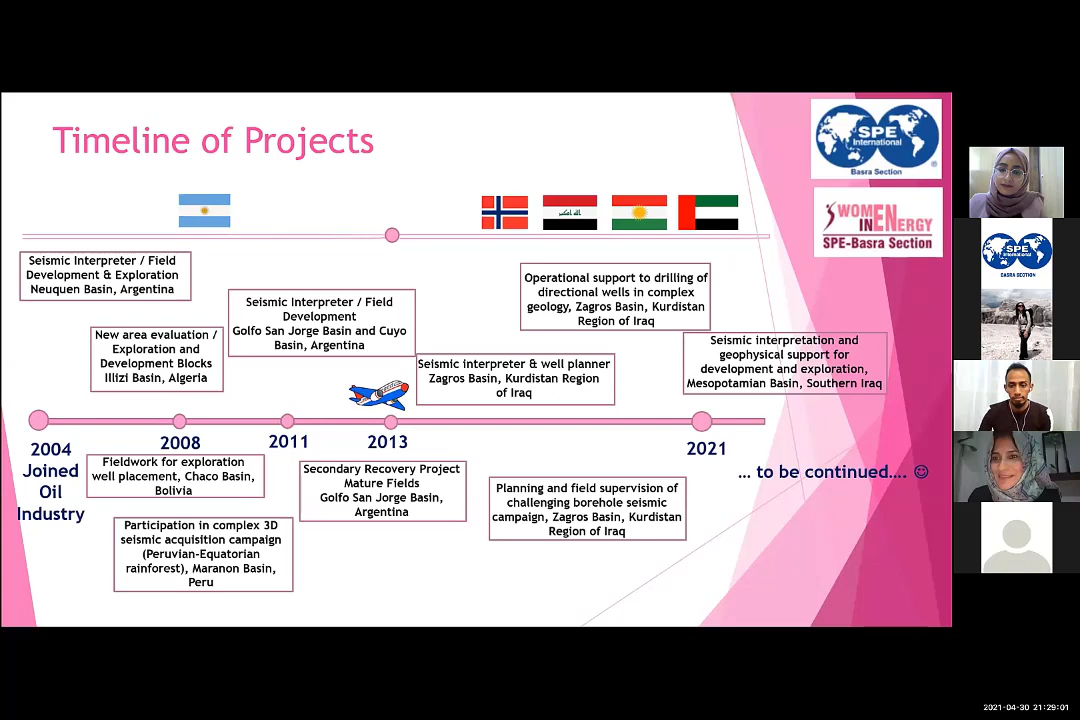 Timeline of Projects
SPE
International
®
Basra Section
WOMEN
IN ENERGY
SPE-Basra Section
الله اكبر
Seismic Interpreter / Field
Development & Exploration
Neuquen Basin, Argentina
New area evaluation /
Exploration and
Development Blocks
Illizi Basin, Algeria
Seismic Interpreter / Field
Development
Golfo San Jorge Basin and Cuyo
Basin, Argentina
Seismic interpreter & well planner
Zagros Basin, Kurdistan Region
of Iraq
Operational support to drilling of
directional wells in complex
geology, Zagros Basin, Kurdistan
Region of Iraq
Seismic interpretation and
geophysical support for
development and exploration,
Mesopotamian Basin, Southern Iraq
2004
Joined
Oil
Industry
2008
2011
2013
2021
Fieldwork for exploration
well placement, Chaco Basin,
Bolivia
Participation in complex 3D
seismic acquisition campaign
(Peruvian-Equatorian
rainforest), Maranon Basin,
Peru
Secondary Recovery Project
Mature Fields
Golfo San Jorge Basin,
Argentina
Planning and field supervision of
challenging borehole seismic
campaign, Zagros Basin, Kurdistan
Region of Iraq
... to be continued.... ☺
SPE
International
BASRA SECTION
2021-04-30 21:29:01